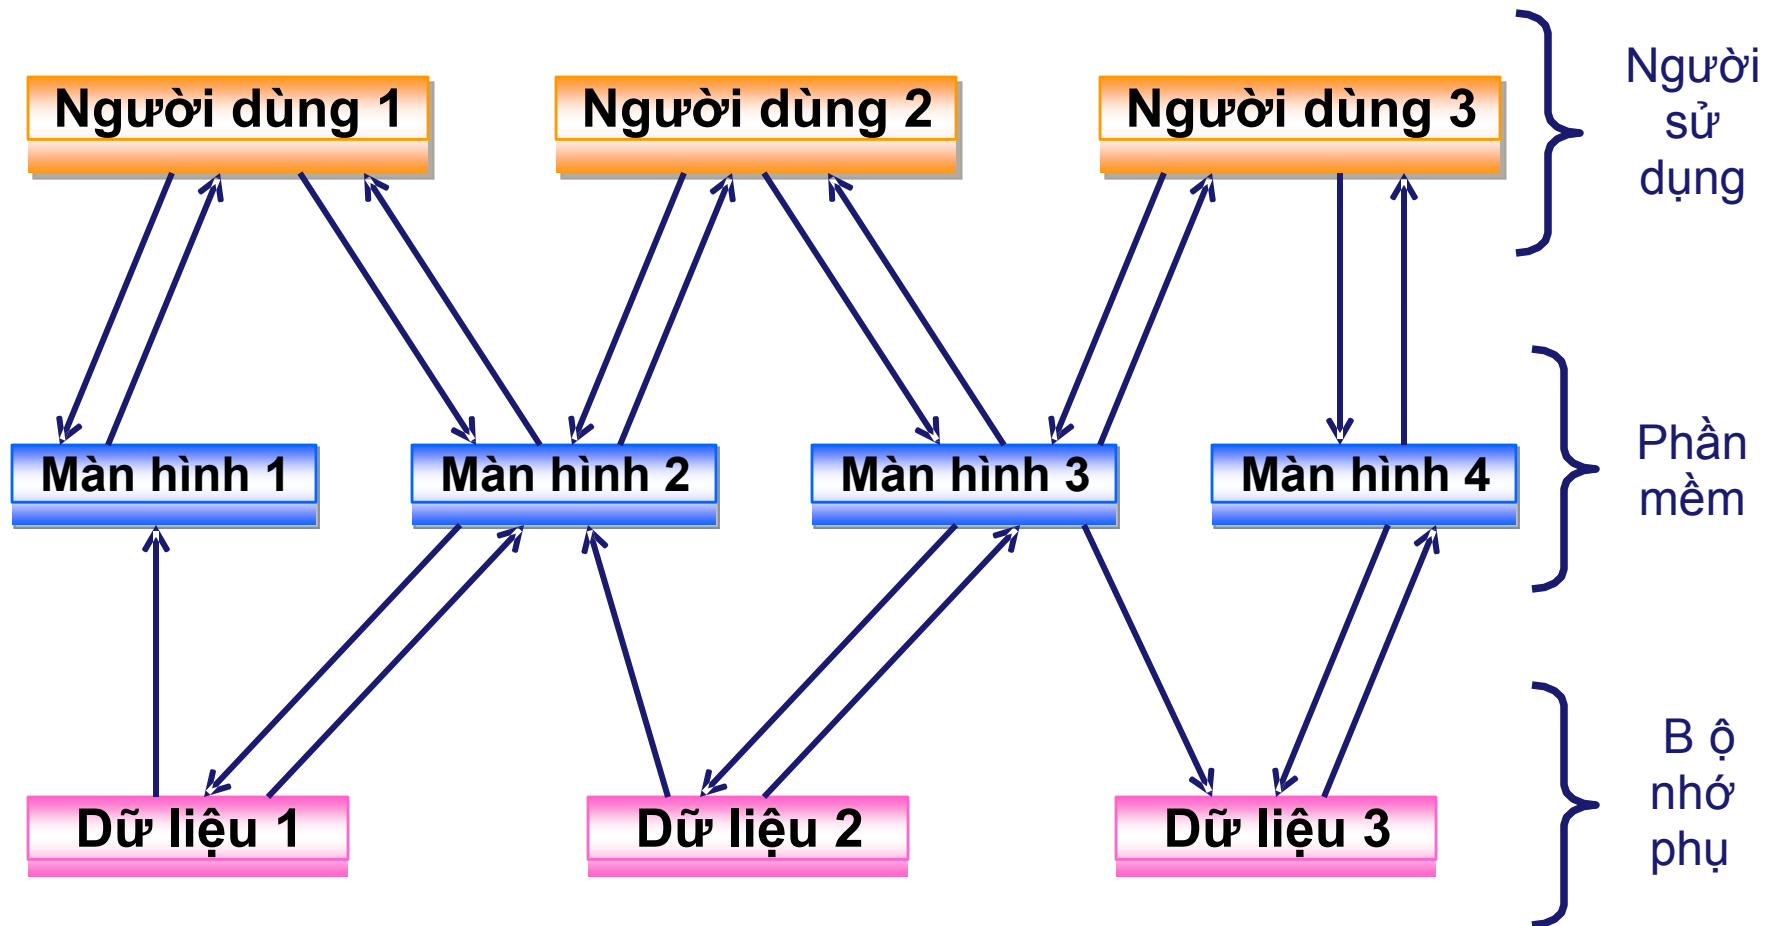 Người dùng 1
Người dùng 2
Người dùng 3
Người
sử
dụng
Màn hình 1
Màn hình 2
Màn hình 3
Màn hình 4
Phần
mềm
Dữ liệu 1
Dữ liệu 2
Dữ liệu 3
B ộ
nhớ
phụ